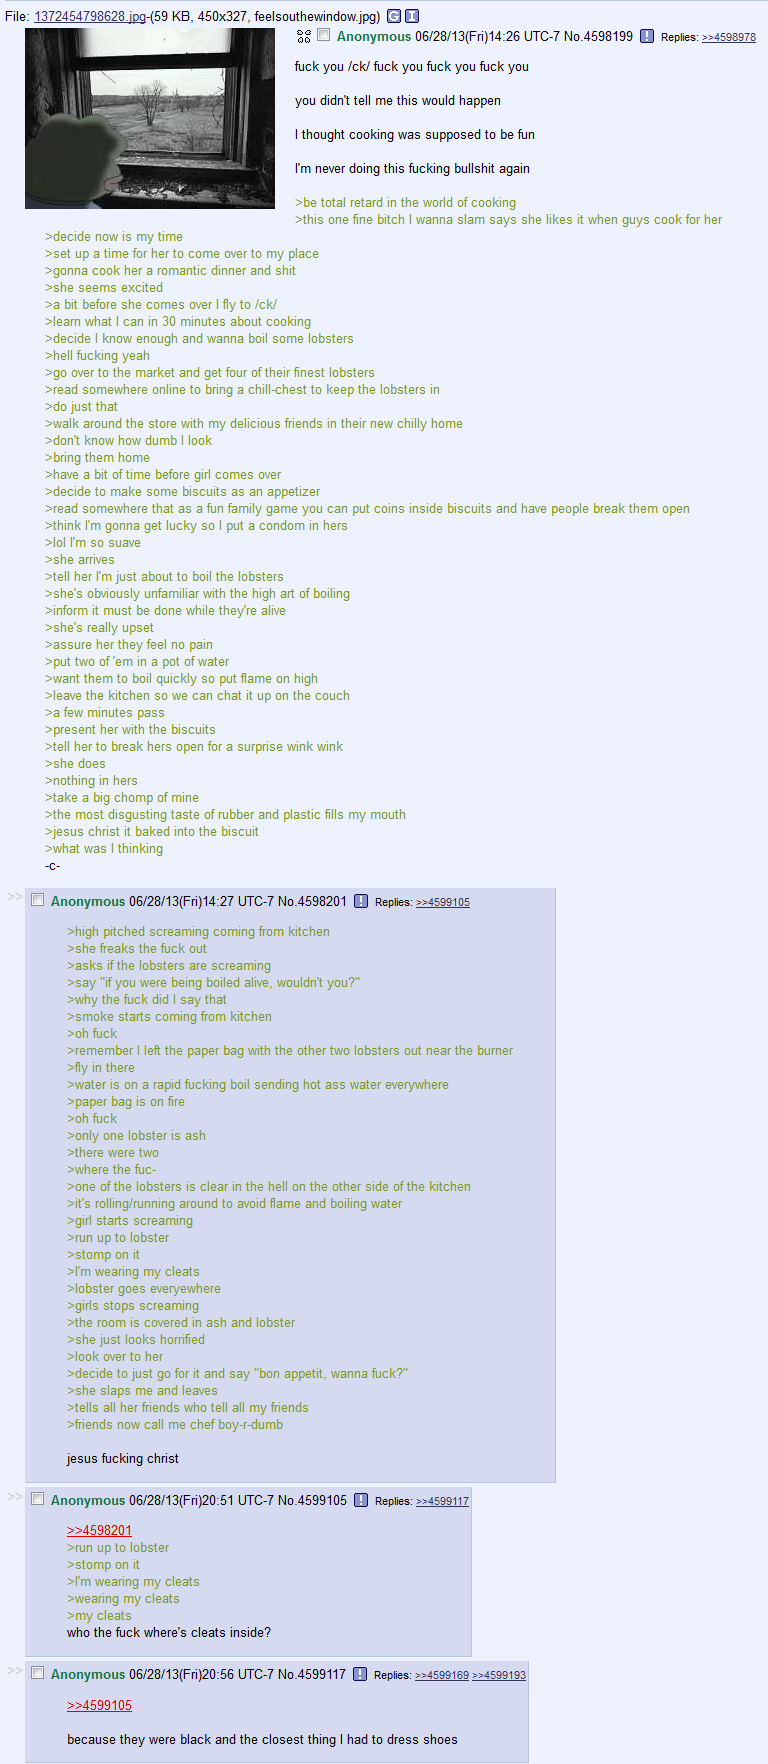 File: 1372454798628.jpg-(59 KB, 450x327, feelsouthewindow.jpg) G I
Anonymous 06/28/13(Fri)14:26 UTC-7 No.4598199 ! Replies: >>4598978
fuck you /ck/ fuck you fuck you fuck you
you didn't tell me this would happen
I thought cooking was supposed to be fun
I'm never doing this fucking bullshit again
>be total retard in the world of cooking
>this one fine bitch I wanna slam says she likes it when guys cook for her
>decide now is my time
>set up a time for her to come over to my place
>gonna cook her a romantic dinner and shit
>she seems excited
>a bit before she comes over I fly to /ck/
>learn what I can in 30 minutes about cooking
>decide I know enough and wanna boil some lobsters
>hell fucking yeah
>go over to the market and get four of their finest lobsters
>read somewhere online to bring a chill-chest to keep the lobsters in
>do just that
>walk around the store with my delicious friends in their new chilly home
>don't know how dumb I look
>bring them home
>have a bit of time before girl comes over
>decide to make some biscuits as an appetizer
>read somewhere that as a fun family game you can put coins inside biscuits and have people break them open
>think I'm gonna get lucky so I put a condom in hers
>lol I'm so suave
>she arrives
>tell her I'm just about to boil the lobsters
>she's obviously unfamiliar with the high art of boiling
>inform it must be done while they're alive
>she's really upset
>assure her they feel no pain
>put two of 'em in a pot of water
>want them to boil quickly so put flame on high
>leave the kitchen so we can chat it up on the couch
>a few minutes pass
>present her with the biscuits
>tell her to break hers open for a surprise wink wink
>she does
>nothing in hers
>take a big chomp of mine
>the most disgusting taste of rubber and plastic fills my mouth
>jesus christ it baked into the biscuit
>what was I thinking
-c-
>> Anonymous 06/28/13(Fri)14:27 UTC-7 No.4598201 ! Replies: >>4599105
>high pitched screaming coming from kitchen
>she freaks the fuck out
>asks if the lobsters are screaming
>say "if you were being boiled alive, wouldn't you?"
>why the fuck did I say that
>smoke starts coming from kitchen
>oh fuck
>remember I left the paper bag with the other two lobsters out near the burner
>fly in there
>water is on a rapid fucking boil sending hot ass water everywhere
>paper bag is on fire
>oh fuck
>only one lobster is ash
>there were two
>where the fuc-
>one of the lobsters is clear in the hell on the other side of the kitchen
>it's rolling/running around to avoid flame and boiling water
>girl starts screaming
>run up to lobster
>stomp on it
>I'm wearing my cleats
>lobster goes everyewhere
>girls stops screaming
>the room is covered in ash and lobster
>she just looks horrified
>look over to her
>decide to just go for it and say "bon appetit, wanna fuck?"
>she slaps me and leaves
>tells all her friends who tell all my friends
>friends now call me chef boy-r-dumb
jesus fucking christ
>> Anonymous 06/28/13(Fri)20:51 UTC-7 No.4599105 ! Replies: >>4599117
>>4598201
>run up to lobster
>stomp on it
>I'm wearing my cleats
>wearing my cleats
>my cleats
who the fuck where's cleats inside?
>> Anonymous 06/28/13(Fri)20:56 UTC-7 No.4599117 ! Replies: >>4599169 >>4599193
>>4599105
because they were black and the closest thing I had to dress shoes